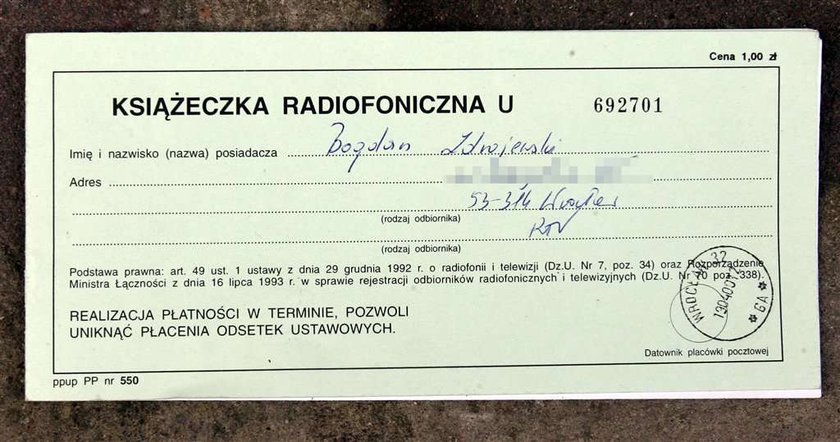 Cena 1,00 zł
KSIĄŻECZKA RADIOFONICZNA U 692701
Imię i nazwisko (nazwa) posiadacza Bogdan Zdrojewski
Adres
53-314 Wrocław
(rodzaj odbiornika)
RTV
(rodzaj odbiornika)
Podstawa prawna: art. 49 ust. 1 ustawy z dnia 29 grudnia 1992 r. o radiofonii i telewizji (Dz.U. Nr 7, poz. 34) oraz Rozporządzenie
Ministra Łączności z dnia 16 lipca 1993 r. w sprawie rejestracji odbiorników radiofonicznych i telewizyjnych (Dz.U. Nr 70 poz. 338).
REALIZACJA PŁATNOŚCI W TERMINIE, POZWOLI
UNIKNĄĆ PŁACENIA ODSETEK USTAWOWYCH.
WROCŁAW 32
GA
Datownik placówki pocztowej
ppup PP nr 550